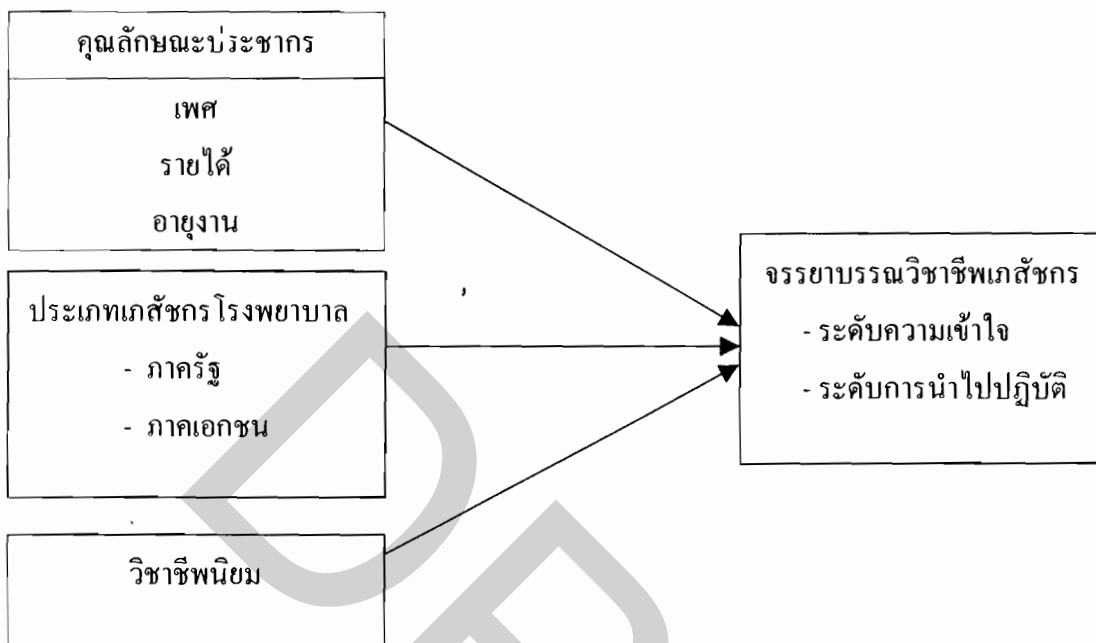 คุณลักษณะประชากร
เพศ
รายได้
อายุงาน
ประเภทเภสัชกรโรงพยาบาล
- ภาครัฐ
- ภาคเอกชน
วิชาชีพนิยม
จรรยาบรรณวิชาชีพเภสัชกร
- ระดับความเข้าใจ
- ระดับการนำไปปฏิบัติ